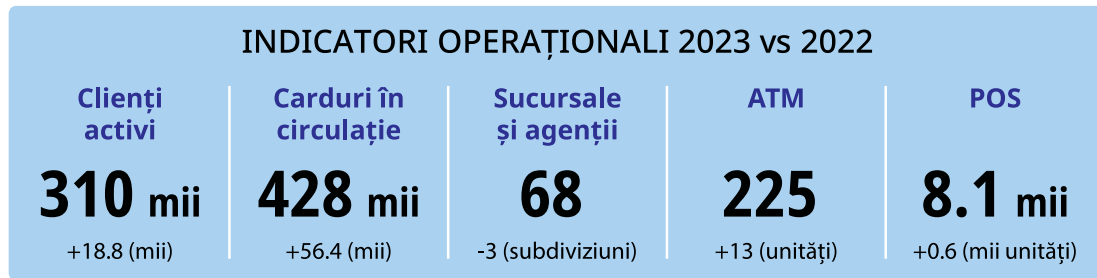 INDICATORI OPERAȚIONALI 2023 vs 2022
Clienți
activi
310 mii
+18.8 (mii)
Carduri în
circulație
428 mii
+56.4 (mii)
Sucursale
și agenții
68
-3 (subdiviziuni)
ATM
225
+13 (unități)
POS
8.1 mii
+0.6 (mii unități)